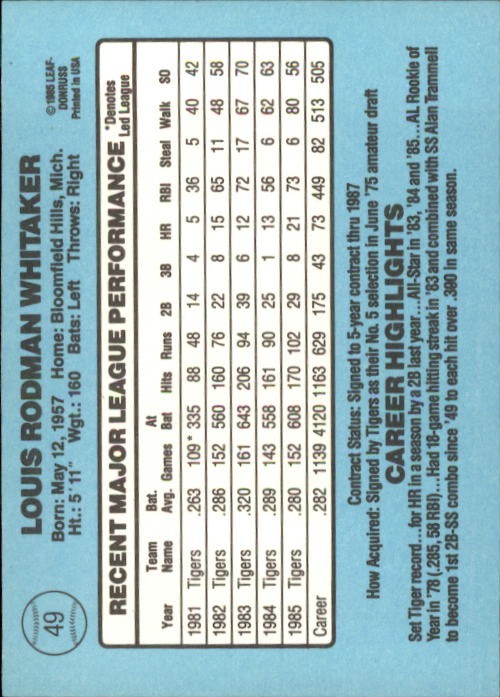 49
LOUIS RODMAN WHITAKER
©1985 LEAF-
DONRUSS
Printed in USA
Born: May 12, 1957 Home: Bloomfield Hills, Mich.
Ht.: 5' 11" Wgt.: 160 Bats: Left Throws: Right
RECENT MAJOR LEAGUE PERFORMANCE *Denotes
Led League
Team Bat. At
Year Name Avg. Games Bat Hits Runs 2B 3B HR RBI Steal Walk SO
1981 Tigers .263 109* 335 88 48 14 4 5 36 5 40 42
1982 Tigers .286 152 560 160 76 22 8 15 65 11 48 58
1983 Tigers .320 161 643 206 94 39 6 12 72 17 67 70
1984 Tigers .289 143 558 161 90 25 1 13 56 6 62 63
1985 Tigers .280 152 608 170 102 29 8 21 73 6 80 56
Career .282 1139 4120 1163 629 175 43 73 449 82 513 505
Contract Status: Signed to 5-year contract thru 1987
How Acquired: Signed by Tigers as their No. 5 selection in June '75 amateur draft
CAREER HIGHLIGHTS
Set Tiger record...for HR in a season by a 2B last year...All-Star in '83, '84 and '85...AL Rookie of
Year in '78 (.285, 58 RBI)...Had 18-game hitting streak in '83 and combined with SS Alan Trammell
to become 1st 2B-SS combo since '49 to each hit over .390 in same season.